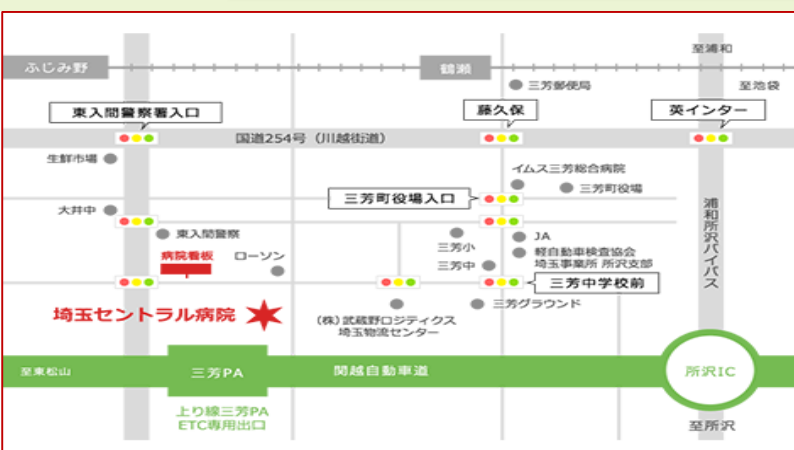 至浦和
ふじみ野
鶴瀬
三芳郵便局
至池袋
東入間警察署入口
藤久保
英インター
国道254号（川越街道）
生鮮市場
イムス三芳総合病院
三芳町役場
三芳町役場入口
浦和所沢バイパス
大井中
東入間警察
三芳小
JA
病院看板
ローソン
三芳中
軽自動車検査協会
埼玉事業所 所沢支部
三芳中学校前
埼玉セントラル病院
(株)武蔵野ロジティクス
埼玉物流センター
三芳グラウンド
至東松山
三芳PA
関越自動車道
所沢IC
上り線三芳PA
ETC専用出口
至所沢